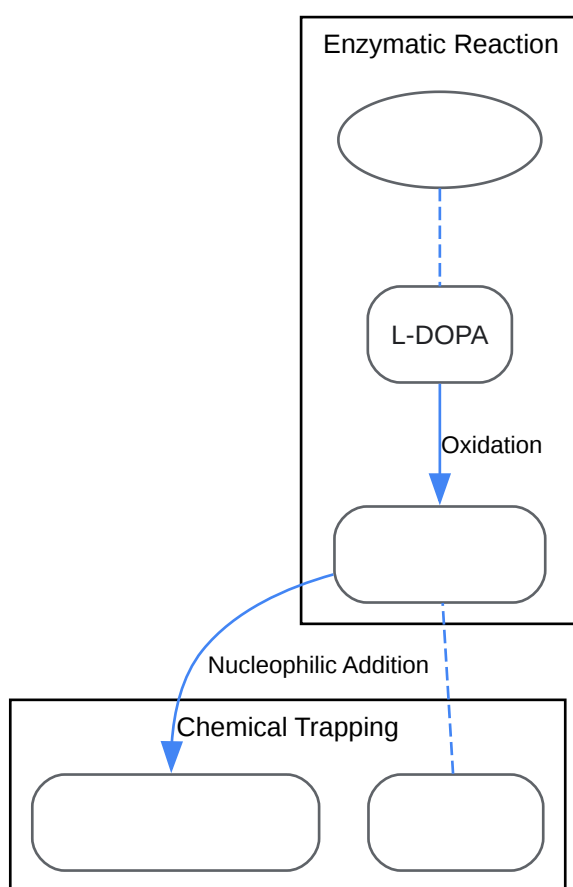 Enzymatic Reaction
L-DOPA
Oxidation
Nucleophilic Addition
Chemical Trapping